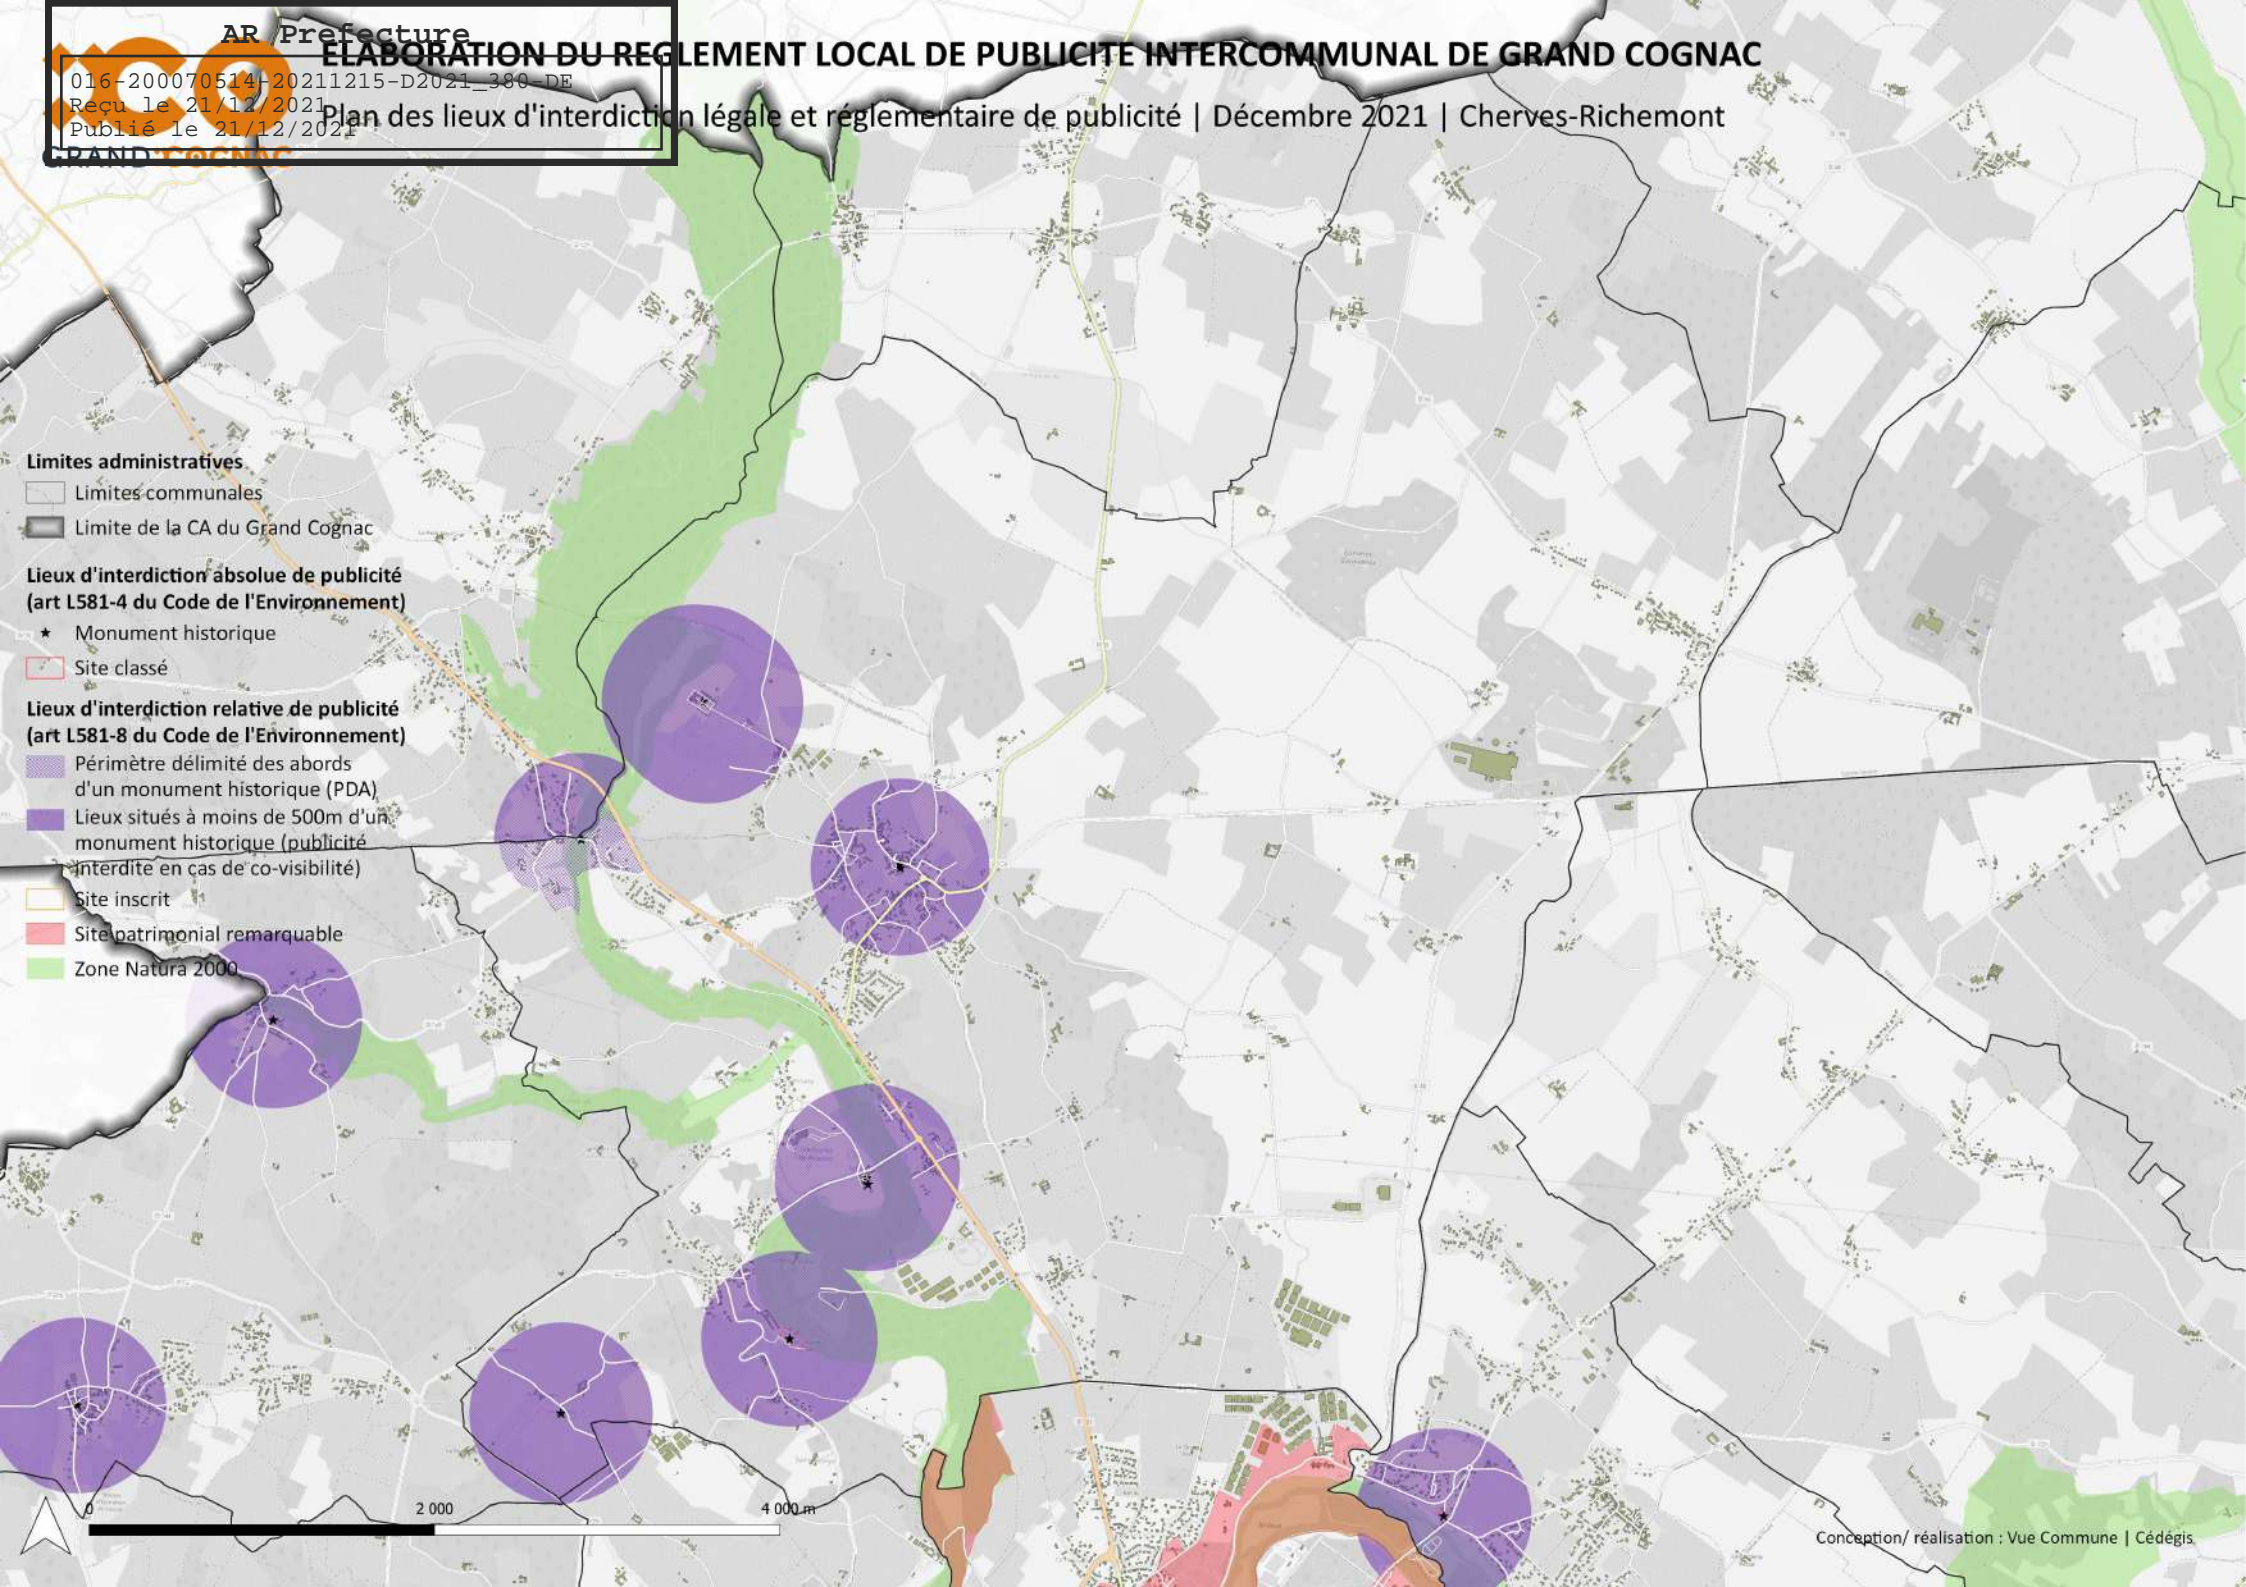 AR Prefecture
016-200070514-20211215-D2021_380-DE
Reçu le 21/12/2021
Publié le 21/12/2021
GRAND COGNAC
ELABORATION DU REGLEMENT LOCAL DE PUBLICITE INTERCOMMUNAL DE GRAND COGNAC
Plan des lieux d'interdiction légale et réglementaire de publicité | Décembre 2021 | Cherves-Richemont
Limites administratives
Limites communales
Limite de la CA du Grand Cognac
Lieux d'interdiction absolue de publicité
(art L581-4 du Code de l'Environnement)
Monument historique
Site classé
Lieux d'interdiction relative de publicité
(art L581-8 du Code de l'Environnement)
Périmètre délimité des abords
d'un monument historique (PDA)
Lieux situés à moins de 500m d'un
monument historique (publicité
interdite en cas de co-visibilité)
Site inscrit
Site patrimonial remarquable
Zone Natura 2000
0 2 000 4 000 m
Conception/ réalisation : Vue Commune | Cédégis